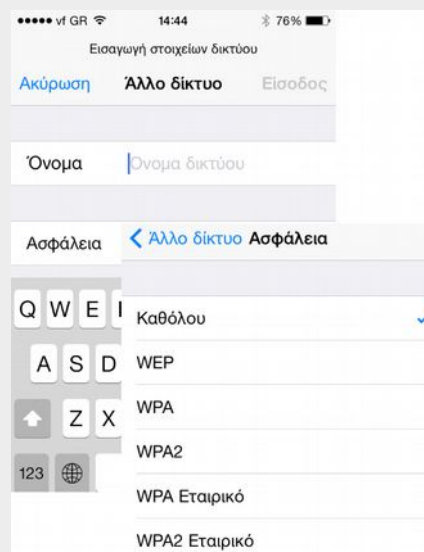 vf GR 14:44 76%
Εισαγωγή στοιχείων δικτύου
Ακύρωση Άλλο δίκτυο Είσοδος
Όνομα Όνομα δικτύου
Ασφάλεια
Άλλο δίκτυο Ασφάλεια
Q W E
A S D
Z X
123
Καθόλου
WEP
WPA
WPA2
WPA Εταιρικό
WPA2 Εταιρικό